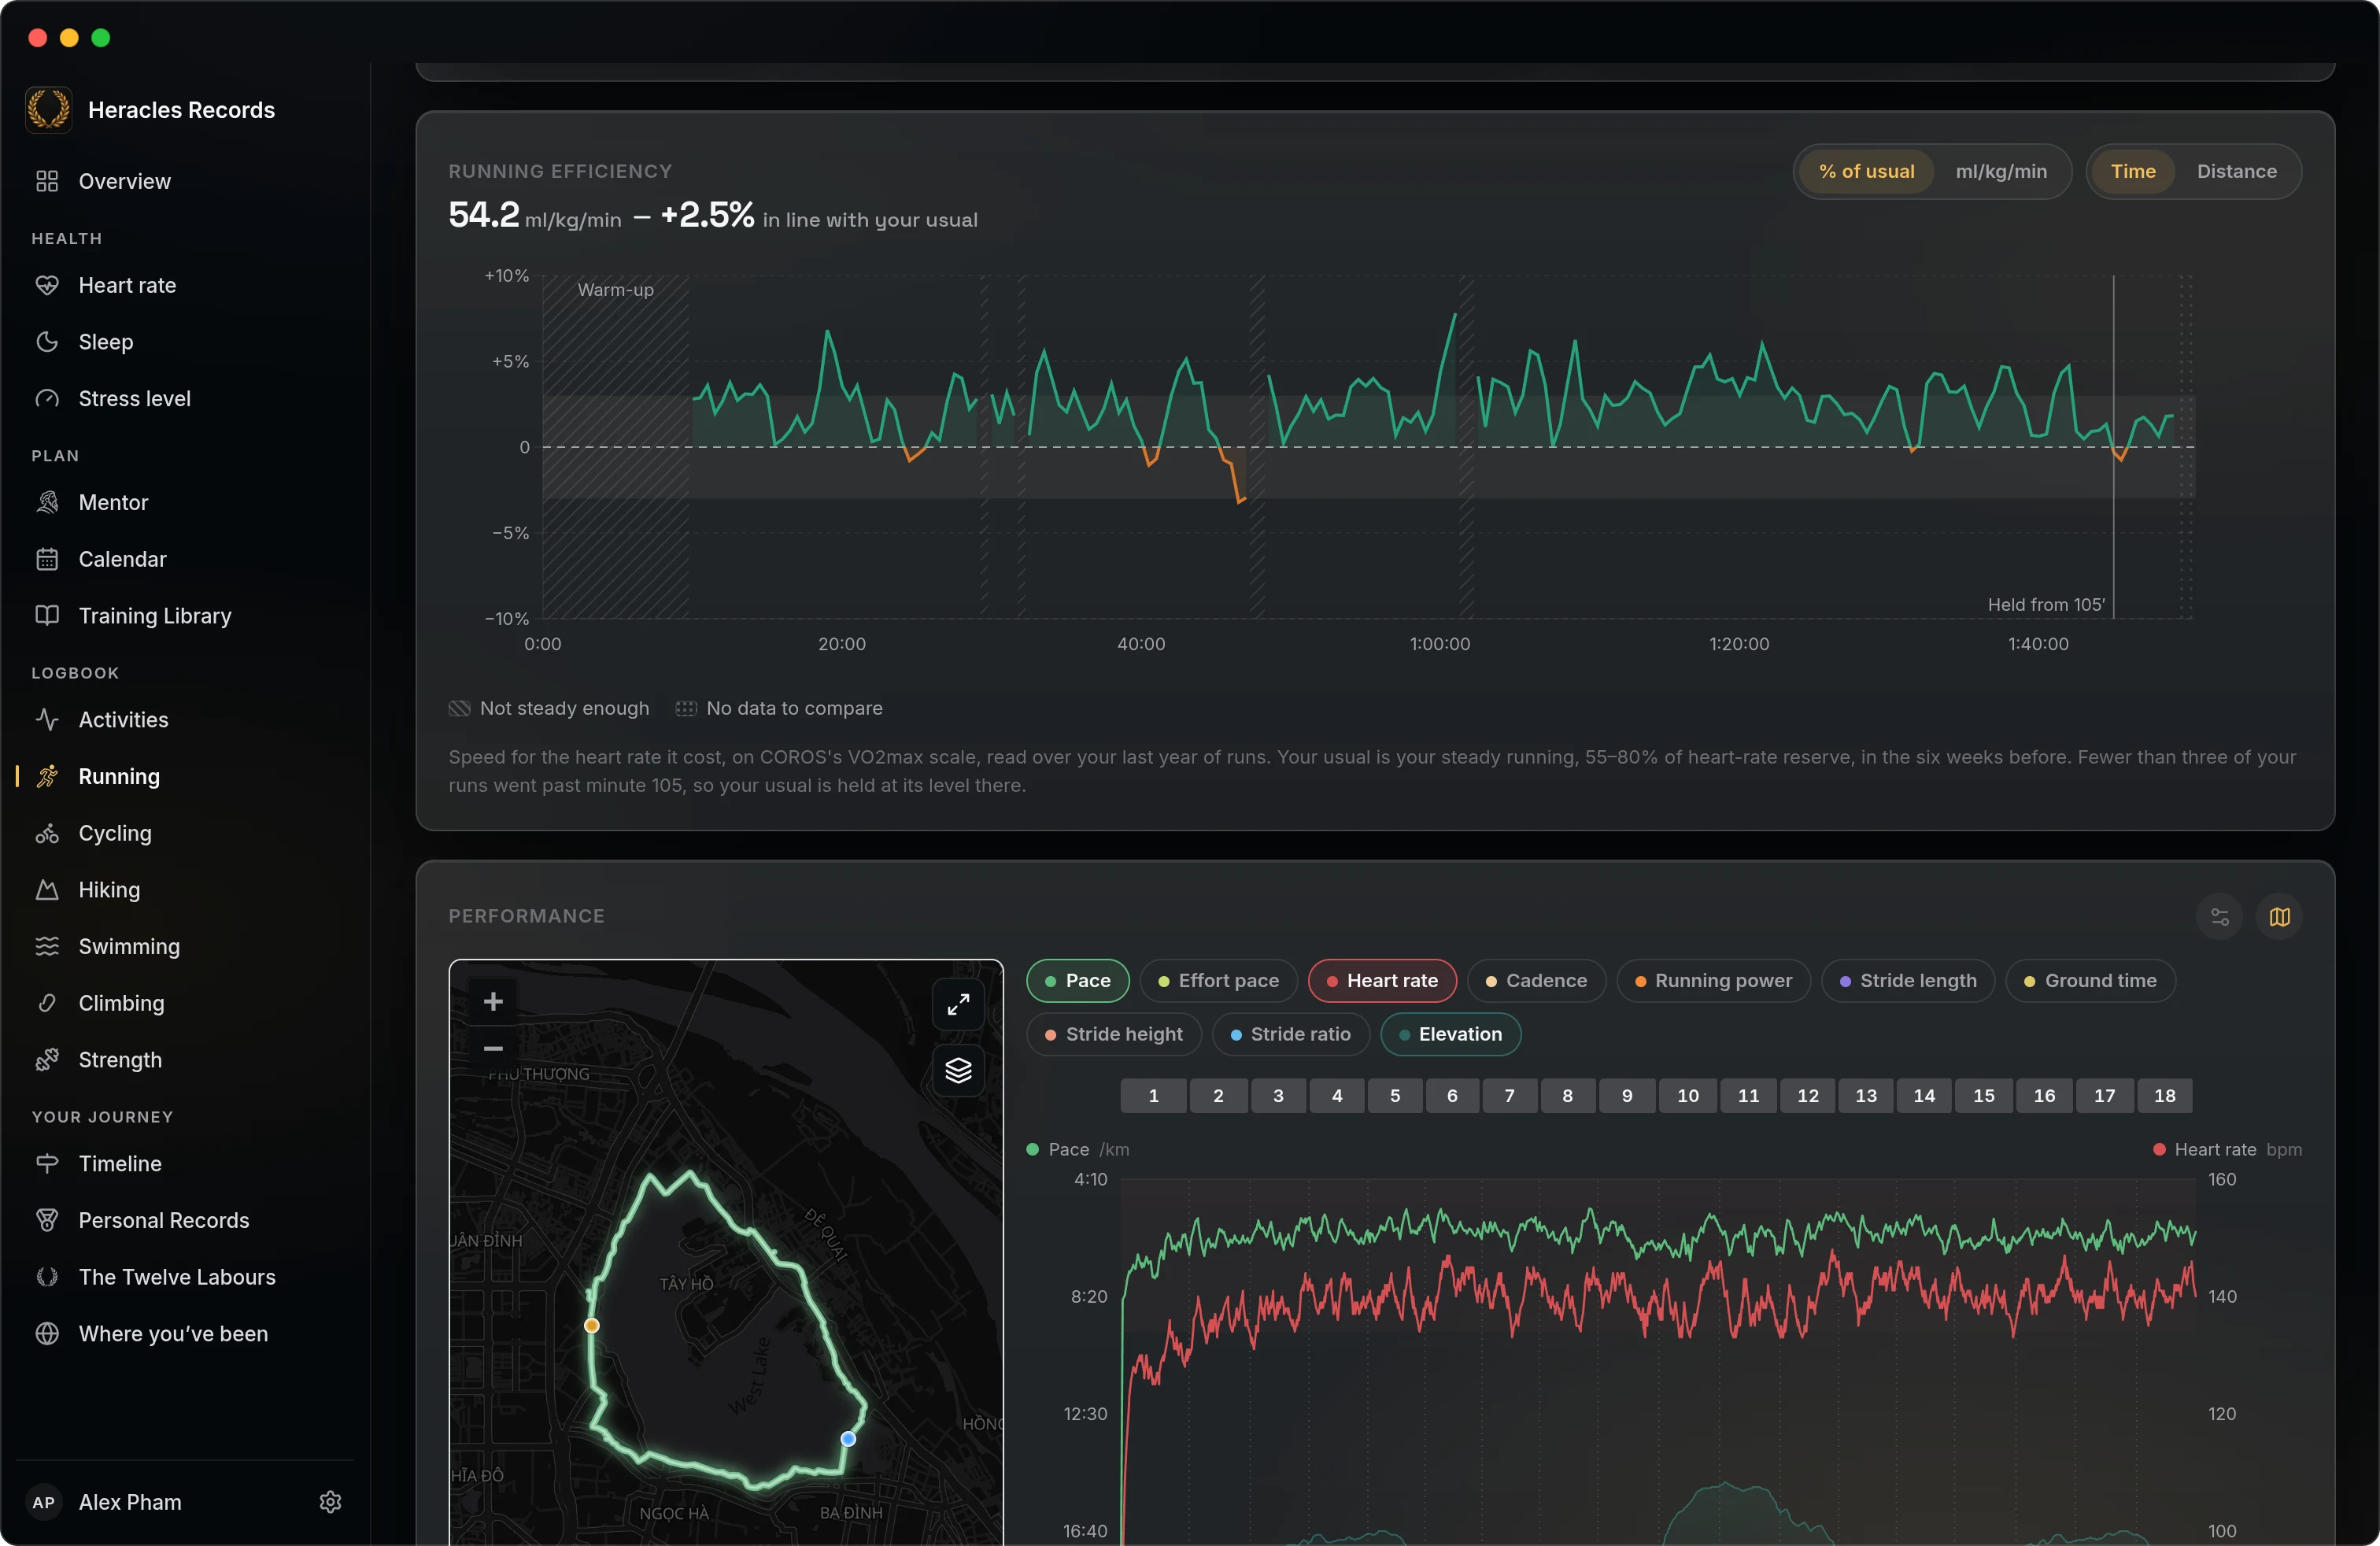 Heracles Records
Overview
HEALTH
Heart rate
Sleep
Stress level
PLAN
Mentor
Calendar
Training Library
LOGBOOK
Activities
Running
Cycling
Hiking
Swimming
Climbing
Strength
YOUR JOURNEY
Timeline
Personal Records
The Twelve Labours
Where you’ve been
AP Alex Pham
RUNNING EFFICIENCY
% of usual ml/kg/min Time Distance
54.2 ml/kg/min – +2.5% in line with your usual
+10%
Warm-up
+5%
0
−5%
Held from 105′
−10%
0:00 20:00 40:00 1:00:00 1:20:00 1:40:00
Not steady enough No data to compare
Speed for the heart rate it cost, on COROS's VO2max scale, read over your last year of runs. Your usual is your steady running, 55–80% of heart-rate reserve, in the six weeks before. Fewer than three of your
runs went past minute 105, so your usual is held at its level there.
PERFORMANCE
+
−
PHÚ THƯỢNG
UÂN ĐỈNH
ĐÊ QUAI
TÂY HỒ
West Lake
HỒNG
HĨA ĐÔ
NGỌC HÀ
BA ĐÌNH
Pace Effort pace Heart rate Cadence Running power Stride length Ground time
Stride height Stride ratio Elevation
1 2 3 4 5 6 7 8 9 10 11 12 13 14 15 16 17 18
Pace /km Heart rate bpm
4:10 160
8:20 140
12:30 120
16:40 100